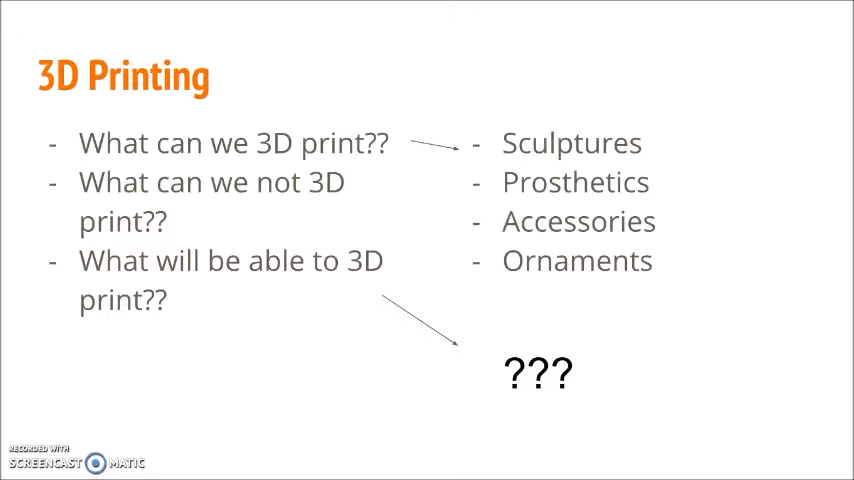 3D Printing
- What can we 3D print??
- What can we not 3D
print??
- What will be able to 3D
print??
- Sculptures
- Prosthetics
- Accessories
- Ornaments
???
RECORDED WITH
SCREENCAST MATIC